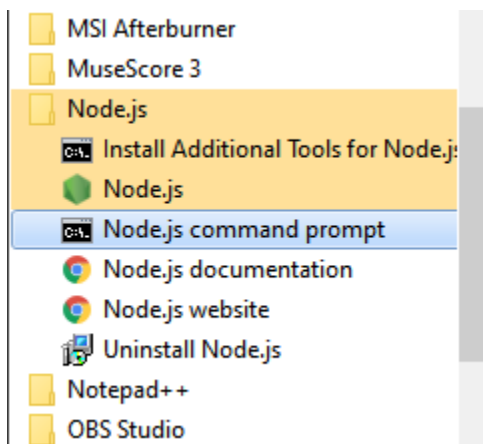 MSI Afterburner
MuseScore 3
Node.js
Install Additional Tools for Node.js
Node.js
Node.js command prompt
Node.js documentation
Node.js website
Uninstall Node.js
Notepad++
OBS Studio